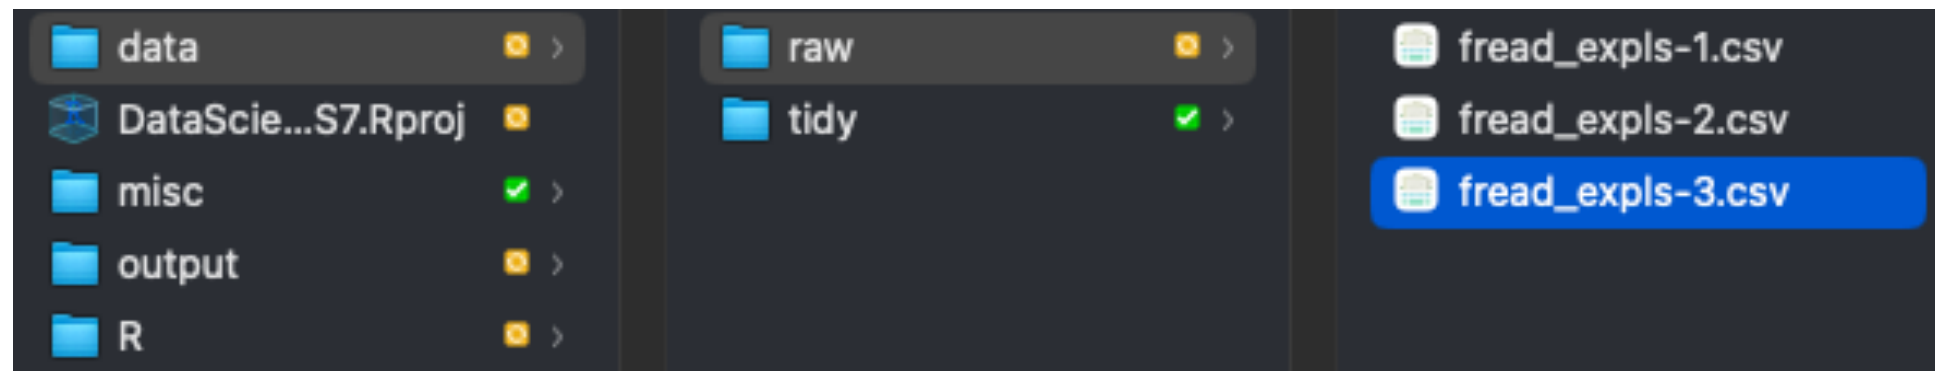 data
DataScie...S7.Rproj
misc
output
R
raw
tidy
fread_expls-1.csv
fread_expls-2.csv
fread_expls-3.csv